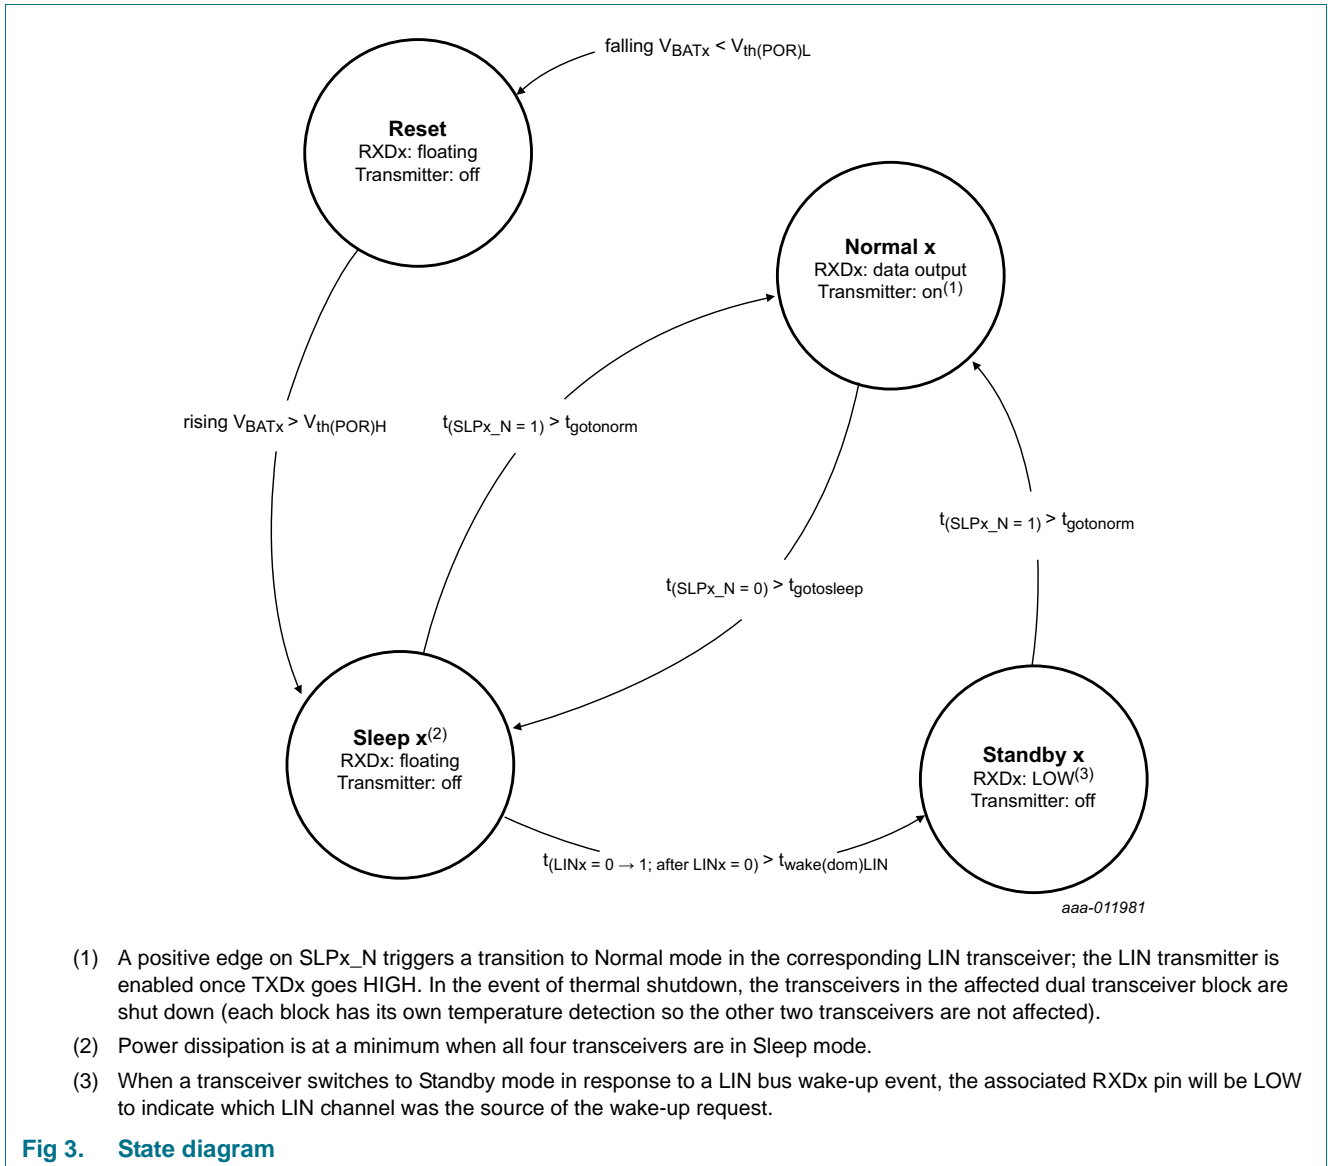 falling VBATx < Vth(POR)L
Reset
RXDx: floating
Transmitter: off
Normal x
RXDx: data output
Transmitter: on(1)
rising VBATx > Vth(POR)H
t(SLPx_N = 1) > tgotonorm
t(SLPx_N = 1) > tgotonorm
t(SLPx_N = 0) > tgotosleep
Sleep x(2)
RXDx: floating
Transmitter: off
Standby x
RXDx: LOW(3)
Transmitter: off
t(LINx = 0 → 1; after LINx = 0) > twake(dom)LIN
aaa-011981
(1) A positive edge on SLPx_N triggers a transition to Normal mode in the corresponding LIN transceiver; the LIN transmitter is
enabled once TXDx goes HIGH. In the event of thermal shutdown, the transceivers in the affected dual transceiver block are
shut down (each block has its own temperature detection so the other two transceivers are not affected).
(2) Power dissipation is at a minimum when all four transceivers are in Sleep mode.
(3) When a transceiver switches to Standby mode in response to a LIN bus wake-up event, the associated RXDx pin will be LOW
to indicate which LIN channel was the source of the wake-up request.
Fig 3. State diagram